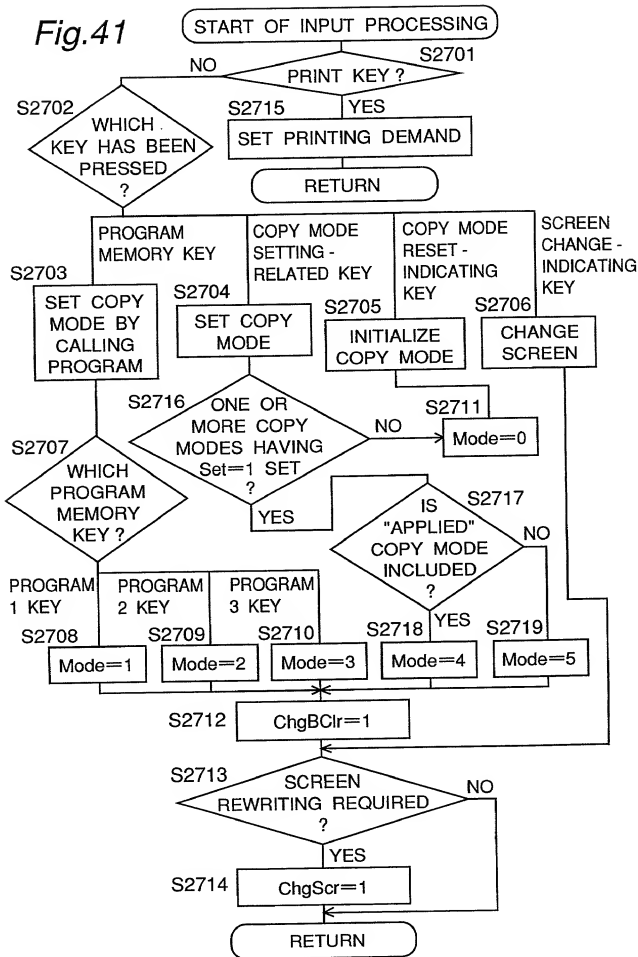 Fig.41
START OF INPUT PROCESSING
S2701
PRINT KEY ?
NO
YES
S2702
WHICH
KEY HAS BEEN
PRESSED
?
S2715
SET PRINTING DEMAND
RETURN
PROGRAM
MEMORY KEY
COPY MODE
SETTING -
RELATED KEY
COPY MODE
RESET -
INDICATING
KEY
SCREEN
CHANGE -
INDICATING
KEY
S2703
SET COPY
MODE BY
CALLING
PROGRAM
S2704
SET COPY
MODE
S2705
INITIALIZE
COPY MODE
S2706
CHANGE
SCREEN
S2716
ONE OR
MORE COPY
MODES HAVING
Set=1 SET
?
NO
YES
S2711
Mode=0
S2707
WHICH
PROGRAM
MEMORY
KEY ?
S2717
IS
"APPLIED"
COPY MODE
INCLUDED
?
NO
YES
PROGRAM
1 KEY
PROGRAM
2 KEY
PROGRAM
3 KEY
S2708
Mode=1
S2709
Mode=2
S2710
Mode=3
S2718
Mode=4
S2719
Mode=5
S2712
ChgBClr=1
S2713
SCREEN
REWRITING REQUIRED
?
NO
YES
S2714
ChgScr=1
RETURN